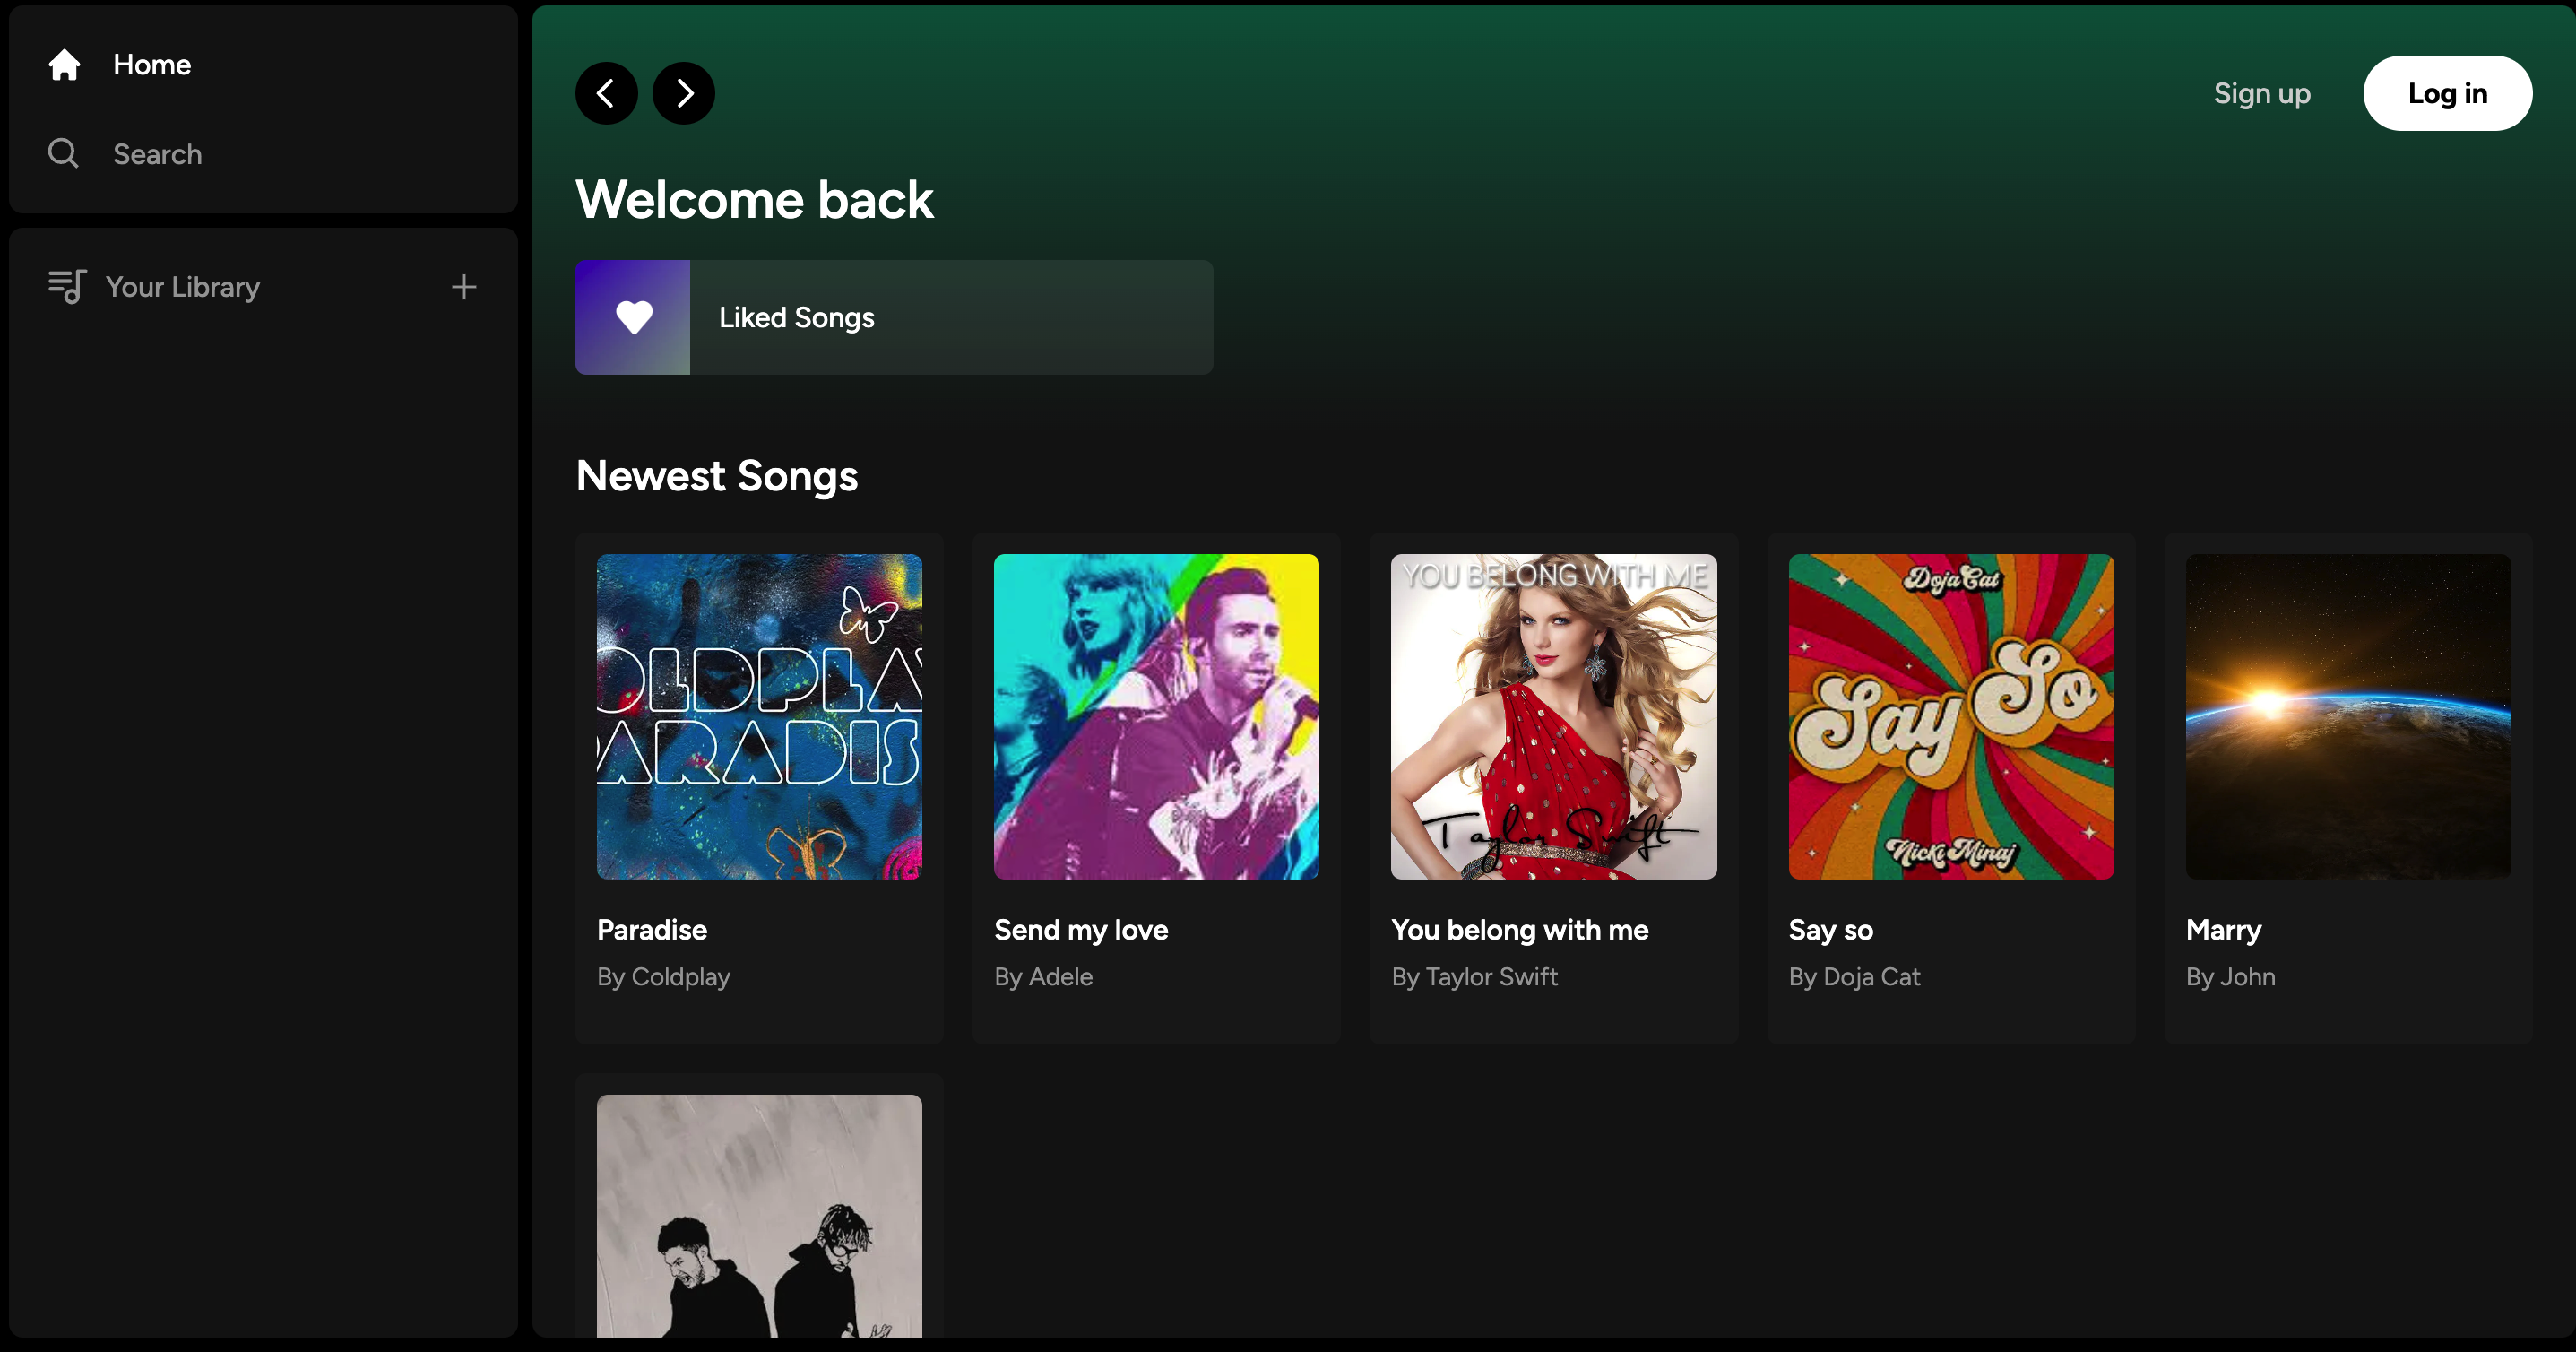 Home
Search
Your Library
Sign up
Log in
Welcome back
Liked Songs
Newest Songs
OLDPLA
PARADIS
Paradise
By Coldplay
Send my love
By Adele
YOU BELONG WITH ME
Taylor Swift
You belong with me
By Taylor Swift
Doja Cat
Say So
Nicki Minaj
Say so
By Doja Cat
Marry
By John